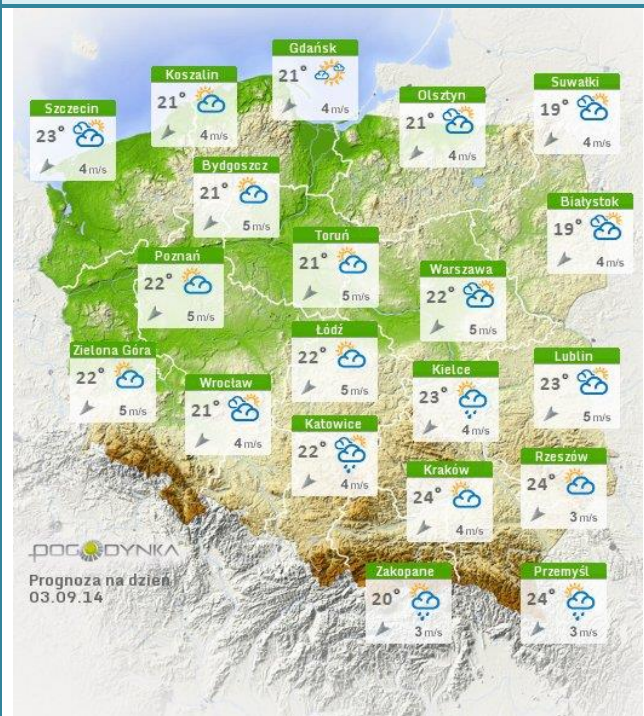 Gdańsk
21°
4 m/s
Koszalin
21°
4 m/s
Suwałki
19°
4 m/s
Olsztyn
21°
4 m/s
Szczecin
23°
4 m/s
Bydgoszcz
21°
5 m/s
Białystok
19°
4 m/s
Toruń
21°
5 m/s
Poznań
22°
5 m/s
Warszawa
22°
5 m/s
Łódź
22°
5 m/s
Zielona Góra
22°
5 m/s
Lublin
23°
5 m/s
Kielce
23°
4 m/s
Wrocław
21°
4 m/s
Katowice
22°
4 m/s
Rzeszów
24°
3 m/s
Kraków
24°
4 m/s
POGODYNKA
Prognoza na dzień
03.09.14
Zakopane
20°
3 m/s
Przemyśl
24°
3 m/s